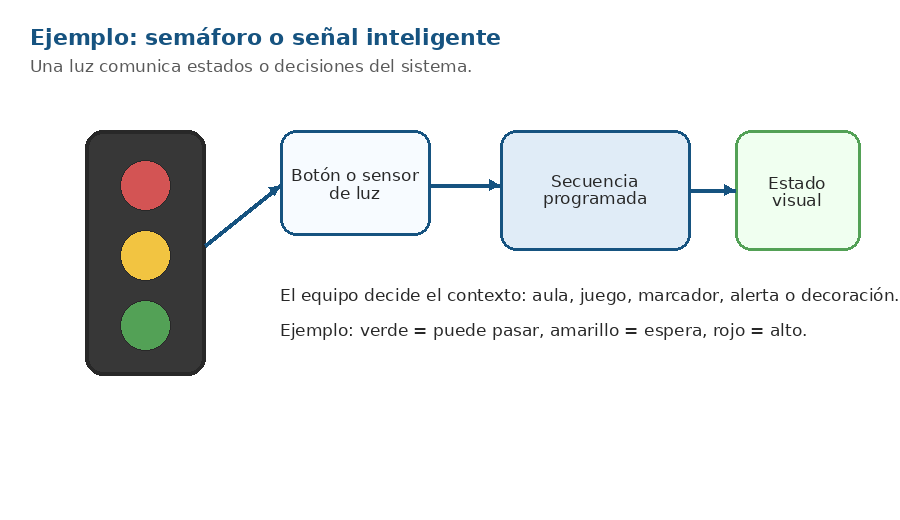 Ejemplo: semáforo o señal inteligente
Una luz comunica estados o decisiones del sistema.
Botón o sensor
de luz
Secuencia
programada
Estado
visual
El equipo decide el contexto: aula, juego, marcador, alerta o decoración.
Ejemplo: verde = puede pasar, amarillo = espera, rojo = alto.